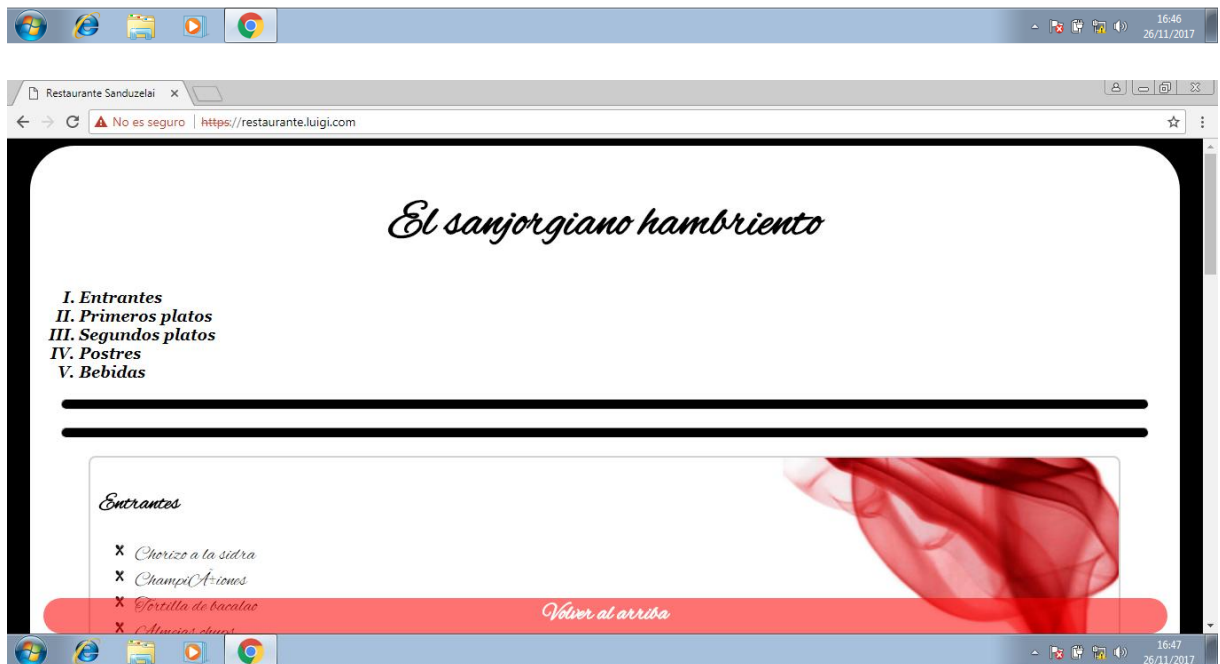 16:46
26/11/2017
Restaurante Sanduzelai
No es seguro | https://restaurante.luigi.com
El sanjorgiano hambriento
I. Entrantes
II. Primeros platos
III. Segundos platos
IV. Postres
V. Bebidas
Entrantes
X Chorizo a la sidra
X ChampiÃ±ones
X Tortilla de bacalao
Volver al arriba
X Almejas
16:47
26/11/2017